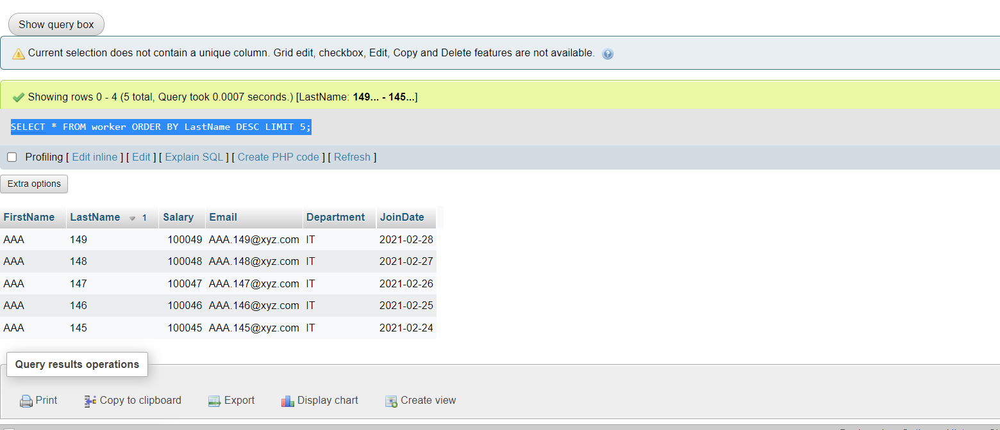 Show query box
Current selection does not contain a unique column. Grid edit, checkbox, Edit, Copy and Delete features are not available.
Showing rows 0 - 4 (5 total, Query took 0.0007 seconds.) [LastName: 149... - 145...]
SELECT * FROM worker ORDER BY LastName DESC LIMIT 5;
Profiling [ Edit inline ] [ Edit ] [ Explain SQL ] [ Create PHP code ] [ Refresh ]
Extra options
FirstName LastName 1 Salary Email Department JoinDate
AAA 149 100049 AAA.149@xyz.com IT 2021-02-28
AAA 148 100048 AAA.148@xyz.com IT 2021-02-27
AAA 147 100047 AAA.147@xyz.com IT 2021-02-26
AAA 146 100046 AAA.146@xyz.com IT 2021-02-25
AAA 145 100045 AAA.145@xyz.com IT 2021-02-24
Query results operations
Print Copy to clipboard Export Display chart Create view